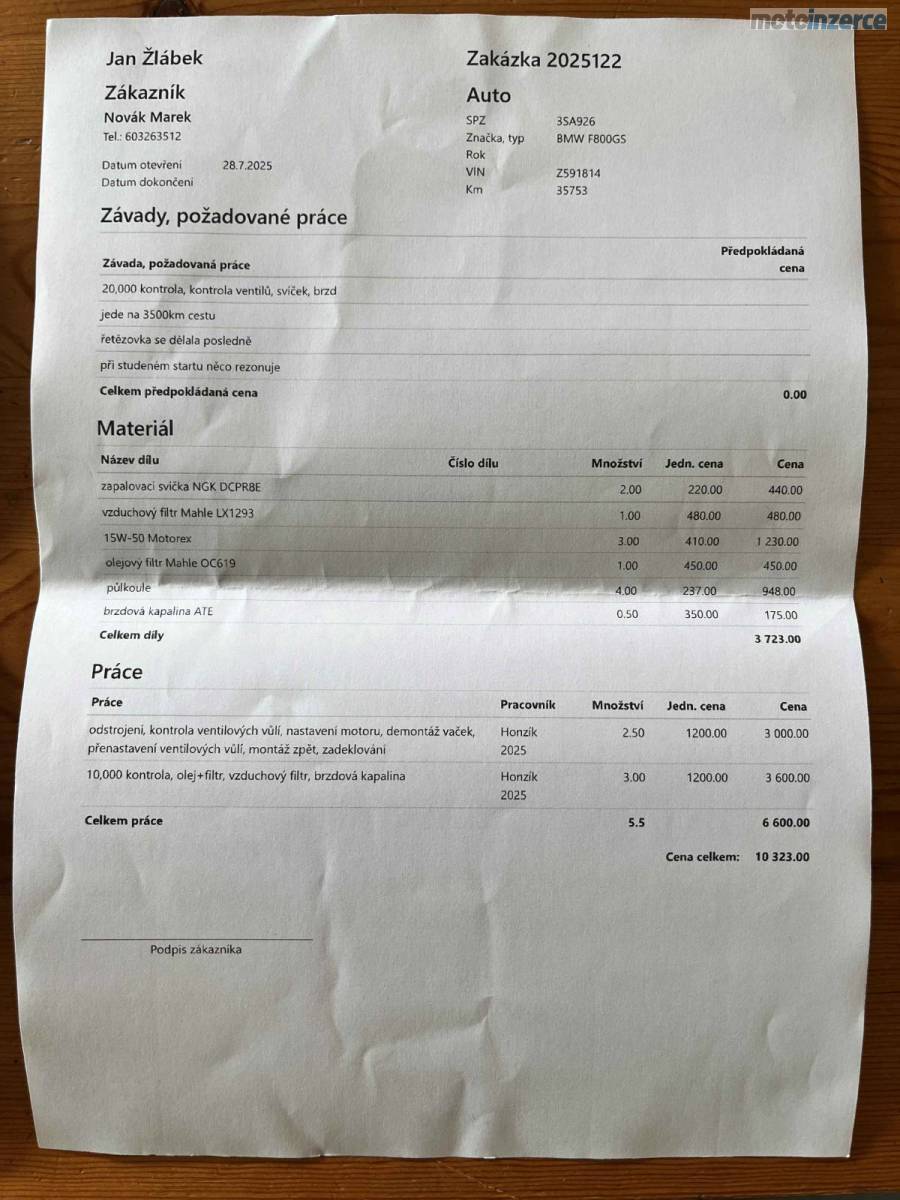 motoinzerce
Jan Žlábek
Zakázka 2025122
Zákazník
Auto
Novák Marek
Tel.: 603263512
SPZ 3SA926
Značka, typ BMW F800GS
Rok
VIN Z591814
Km 35753
Datum otevření 28.7.2025
Datum dokončení
Závady, požadované práce
Závada, požadovaná práce Předpokládaná cena
20,000 kontrola, kontrola ventilů, svíček, brzd
jede na 3500km cestu
řetězovka se dělala posledně
při studeném startu něco rezonuje
Celkem předpokládaná cena 0.00
Materiál
Název dílu Číslo dílu Množství Jedn. cena Cena
zapalovací svíčka NGK DCPR8E 2.00 220.00 440.00
vzduchový filtr Mahle LX1293 1.00 480.00 480.00
15W-50 Motorex 3.00 410.00 1 230.00
olejový filtr Mahle OC619 1.00 450.00 450.00
půlkoule 4.00 237.00 948.00
brzdová kapalina ATE 0.50 350.00 175.00
Celkem díly 3 723.00
Práce
Práce Pracovník Množství Jedn. cena Cena
odstrojení, kontrola ventilových vůlí, nastavení motoru, demontáž vaček, Honzík 2.50 1200.00 3 000.00
přenastavení ventilových vůlí, montáž zpět, zadeklování 2025
10,000 kontrola, olej+filtr, vzduchový filtr, brzdová kapalina Honzík 3.00 1200.00 3 600.00
2025
Celkem práce 5.5 6 600.00
Cena celkem: 10 323.00
Podpis zákazníka